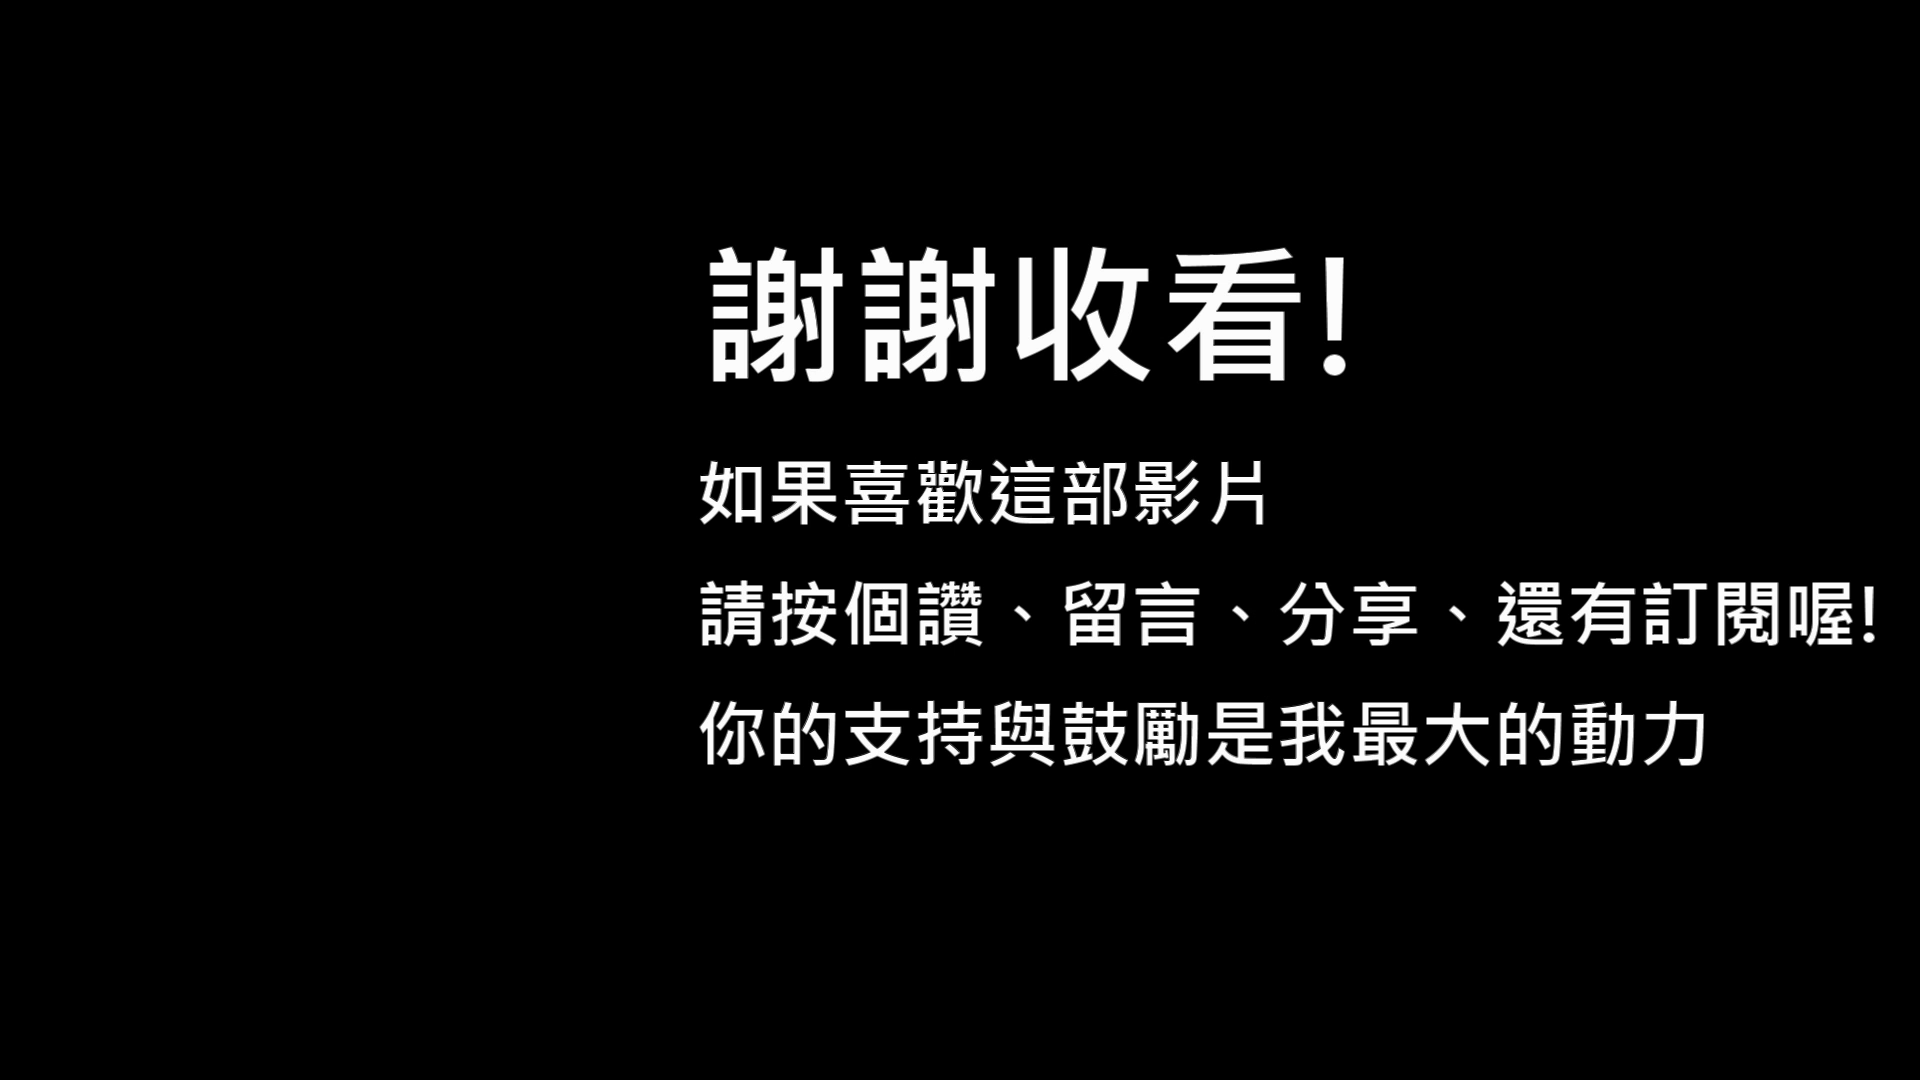 謝謝收看!
如果喜歡這部影片
請按個讚、留言、分享、還有訂閱喔!
你的支持與鼓勵是我最大的動力